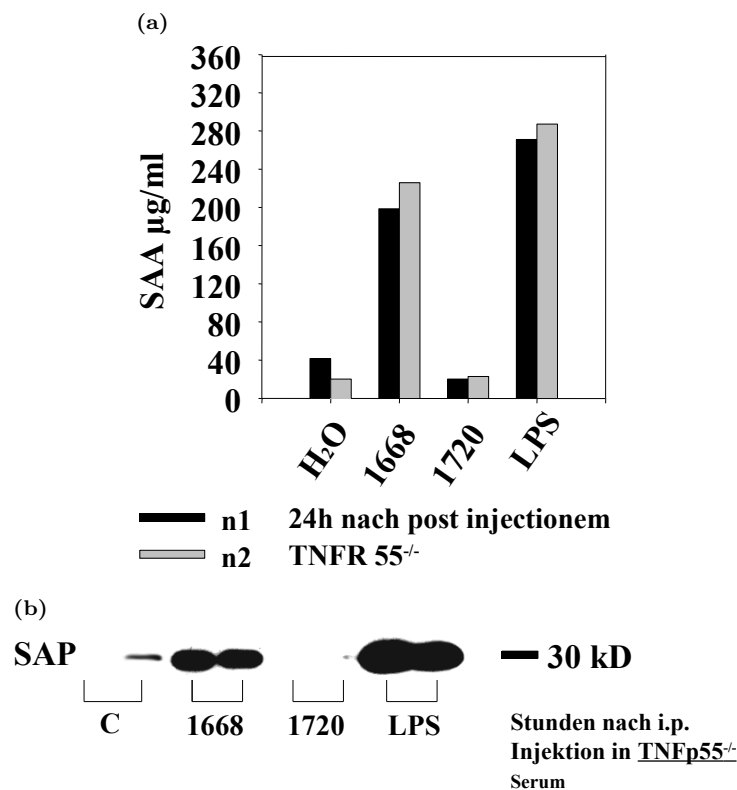 (a)
360
320
280
240
200
160
120
80
40
0
SAA µg/ml
H₂O
1668
1720
LPS
n1 24h nach post injectionem
n2 TNFR 55⁻/⁻
(b)
SAP
30 kD
C
1668
1720
LPS
Stunden nach i.p.
Injektion in TNFp55⁻/⁻
Serum